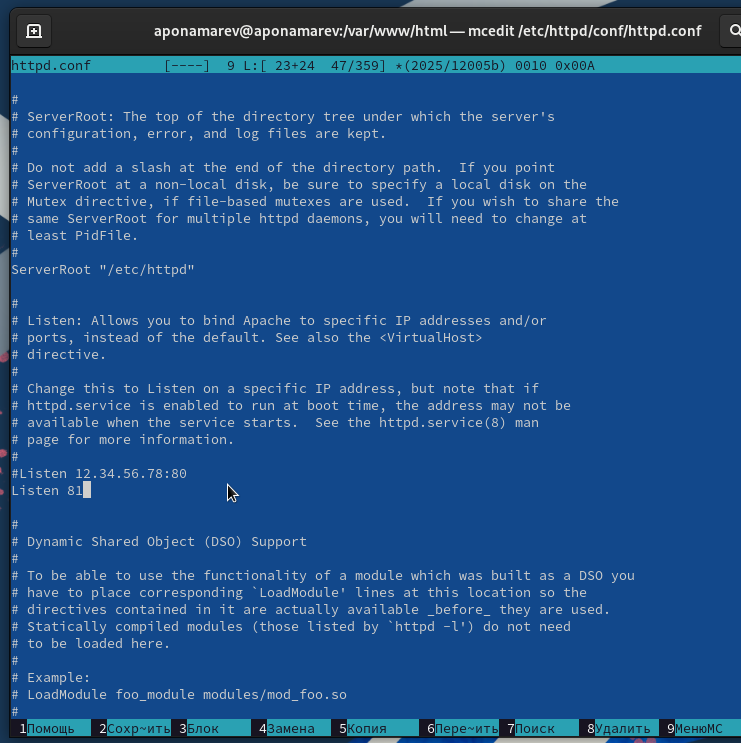 aponamarev@aponamarev:/var/www/html — mcedit /etc/httpd/conf/httpd.conf
httpd.conf         [----]  9 L:[ 23+24  47/359] *(2025/12005b) 0010 0x00A
#
# ServerRoot: The top of the directory tree under which the server's
# configuration, error, and log files are kept.
#
# Do not add a slash at the end of the directory path.  If you point
# ServerRoot at a non-local disk, be sure to specify a local disk on the
# Mutex directive, if file-based mutexes are used.  If you wish to share the
# same ServerRoot for multiple httpd daemons, you will need to change at
# least PidFile.
#
ServerRoot "/etc/httpd"
#
# Listen: Allows you to bind Apache to specific IP addresses and/or
# ports, instead of the default. See also the <VirtualHost>
# directive.
#
# Change this to Listen on a specific IP address, but note that if
# httpd.service is enabled to run at boot time, the address may not be
# available when the service starts.  See the httpd.service(8) man
# page for more information.
#
#Listen 12.34.56.78:80
Listen 81
#
# Dynamic Shared Object (DSO) Support
#
# To be able to use the functionality of a module which was built as a DSO you
# have to place corresponding `LoadModule' lines at this location so the
# directives contained in it are actually available _before_ they are used.
# Statically compiled modules (those listed by `httpd -l') do not need
# to be loaded here.
#
# Example:
# LoadModule foo_module modules/mod_foo.so
#
1Помощь 2Сохр~ить 3Блок 4Замена 5Копия 6Пере~ить 7Поиск 8Удалить 9МенюМС